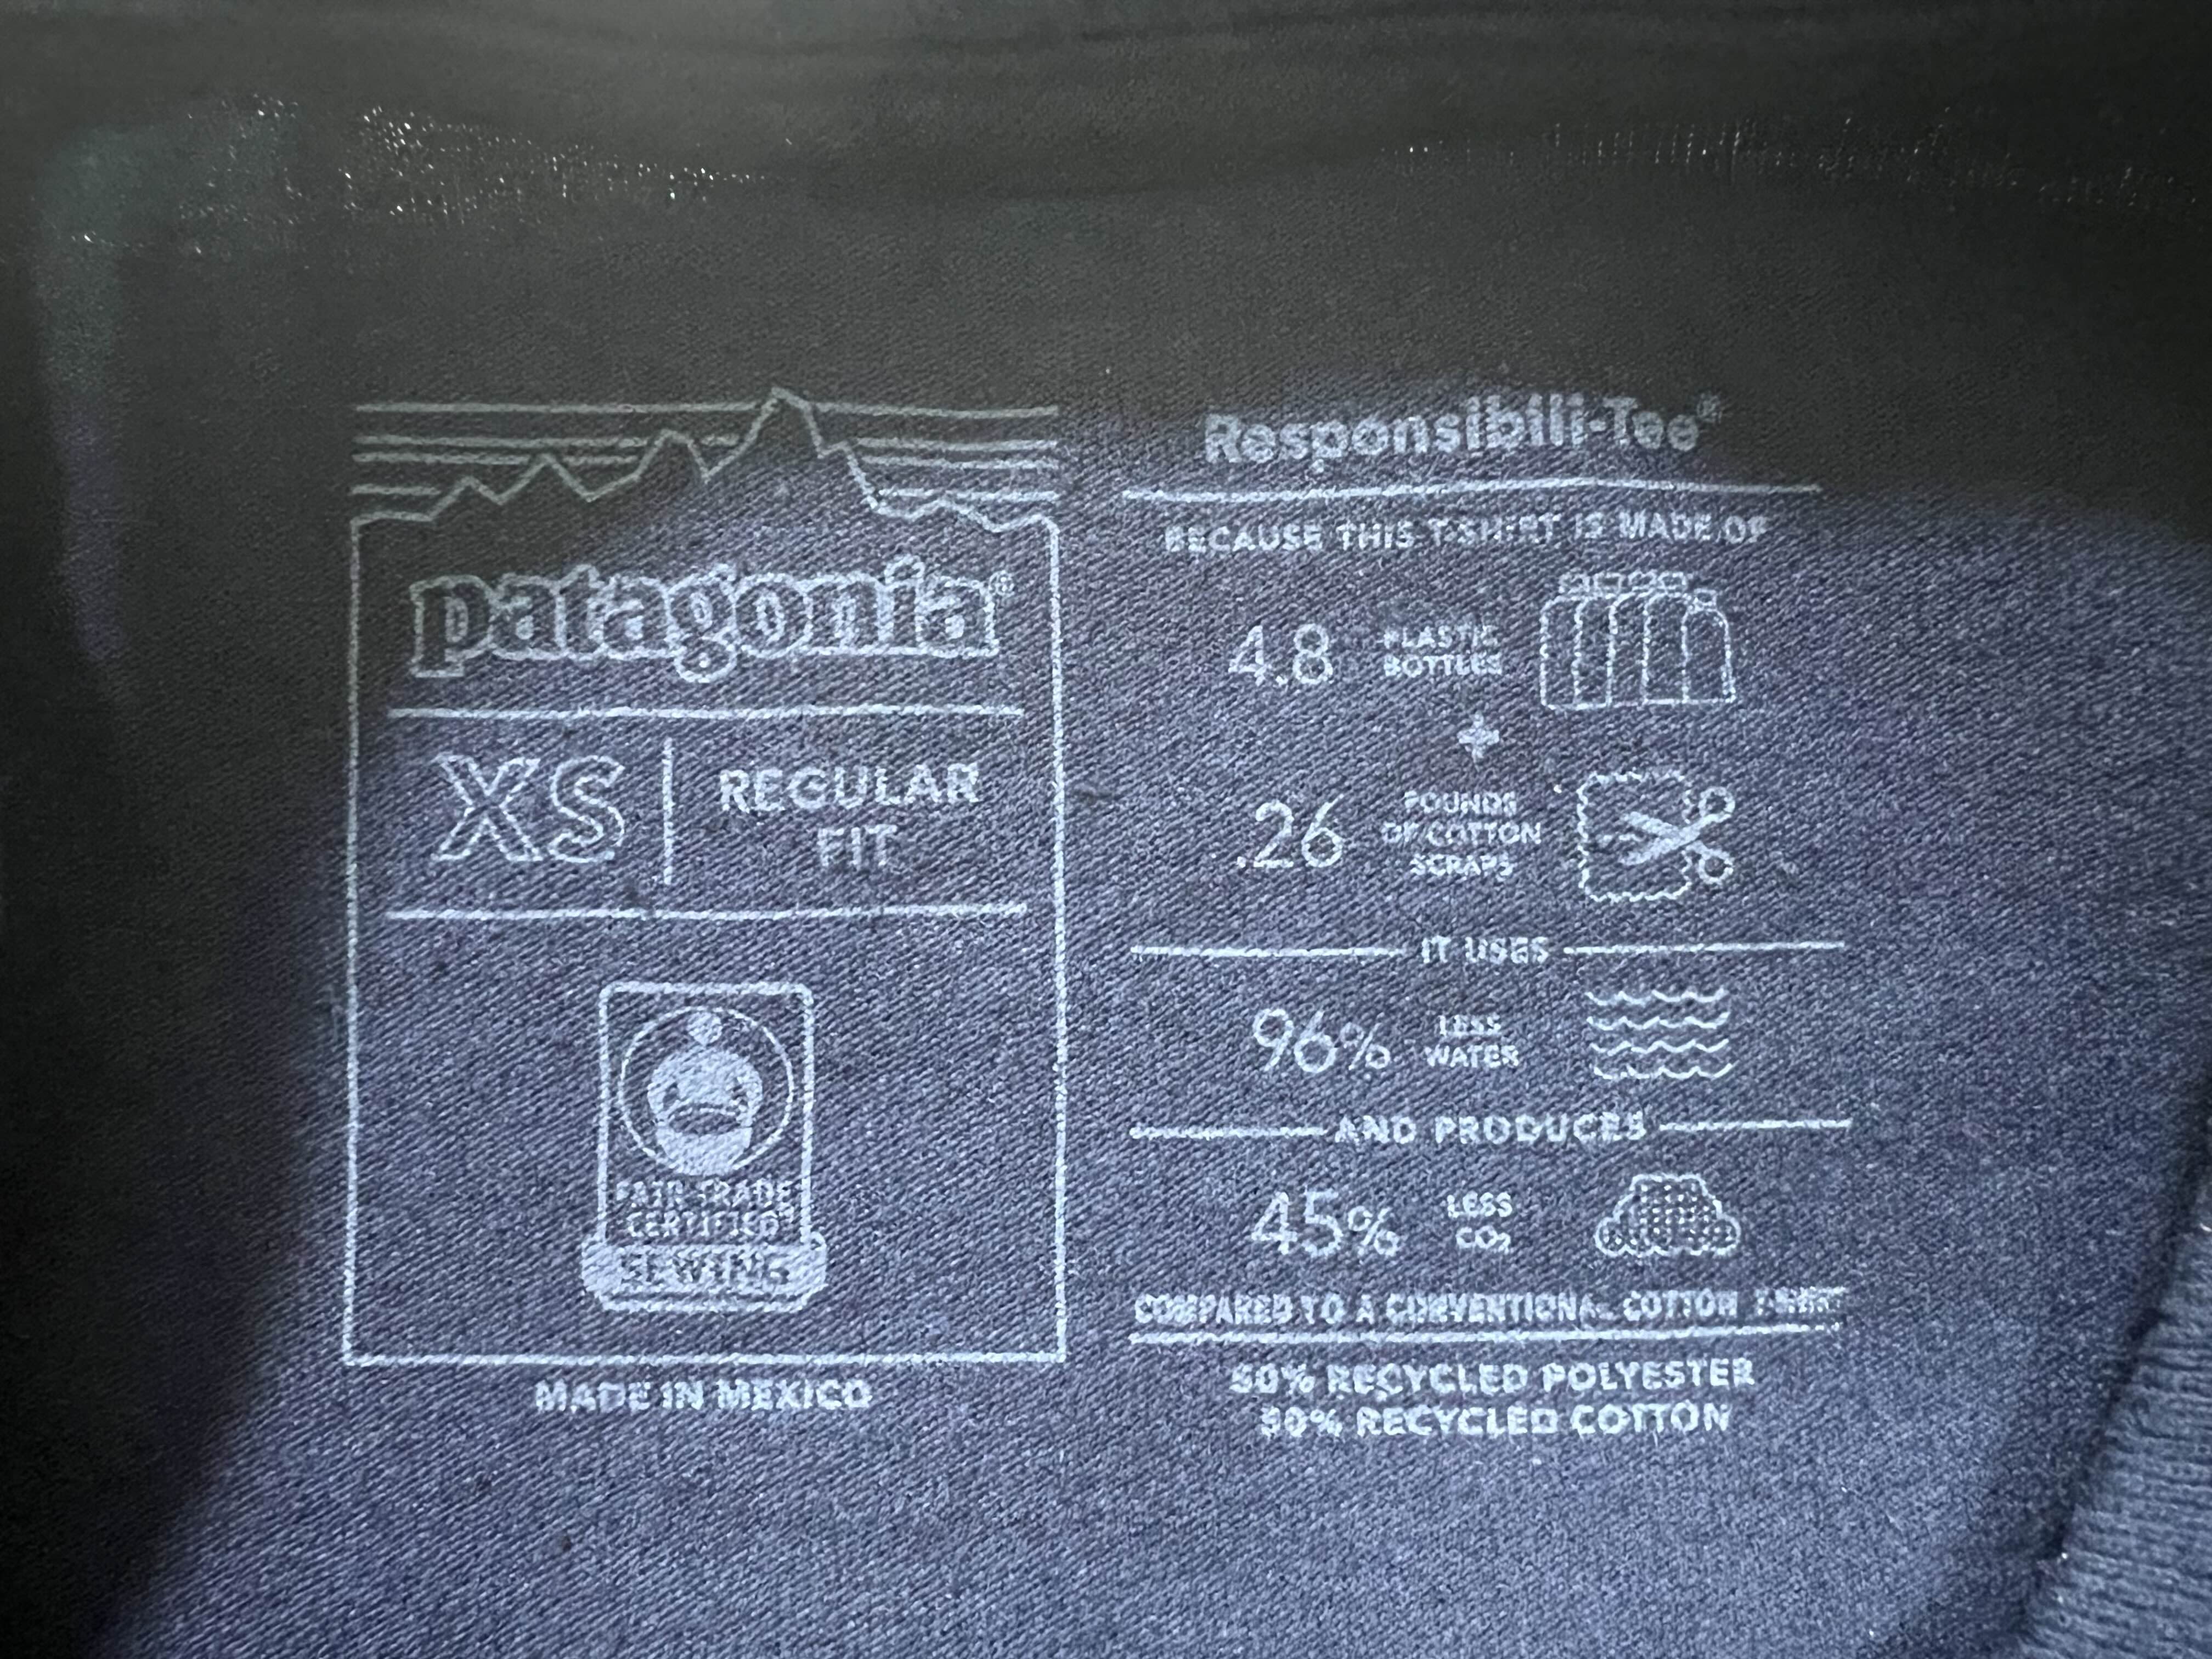 patagonia®
XS
REGULAR
FIT
FAIR TRADE
CERTIFIED™
SEWING
MADE IN MEXICO
Responsibili-Tee®
BECAUSE THIS T-SHIRT IS MADE OF
4.8
PLASTIC
BOTTLES
+
.26
POUNDS
OF COTTON
SCRAPS
IT USES
96%
LESS
WATER
AND PRODUCES
45%
LESS
CO₂
COMPARED TO A CONVENTIONAL COTTON T-SHIRT
50% RECYCLED POLYESTER
50% RECYCLED COTTON